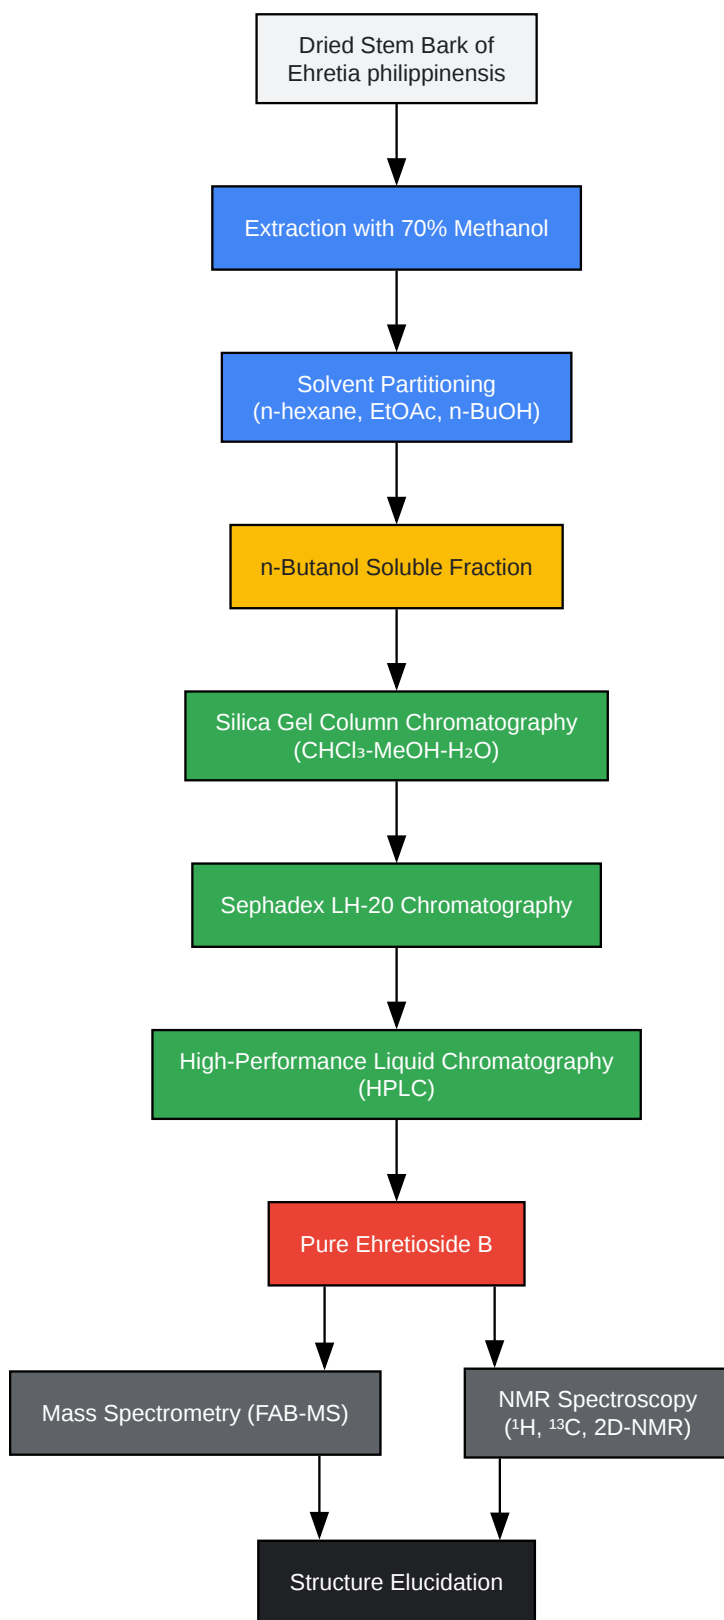 Dried Stem Bark of
Ehretia philippinensis
Extraction with 70% Methanol
Solvent Partitioning
(n-hexane, EtOAc, n-BuOH)
n-Butanol Soluble Fraction
Silica Gel Column Chromatography
(CHCl₃-MeOH-H₂O)
Sephadex LH-20 Chromatography
High-Performance Liquid Chromatography
(HPLC)
Pure Ehretioside B
Mass Spectrometry (FAB-MS)
NMR Spectroscopy
(¹H, ¹³C, 2D-NMR)
Structure Elucidation